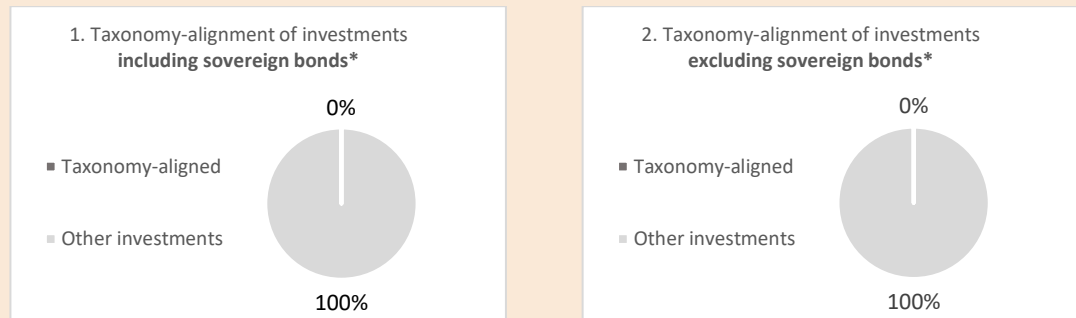 1. Taxonomy-alignment of investments
including sovereign bonds*
0%
Taxonomy-aligned
Other investments
100%
2. Taxonomy-alignment of investments
excluding sovereign bonds*
0%
Taxonomy-aligned
Other investments
100%